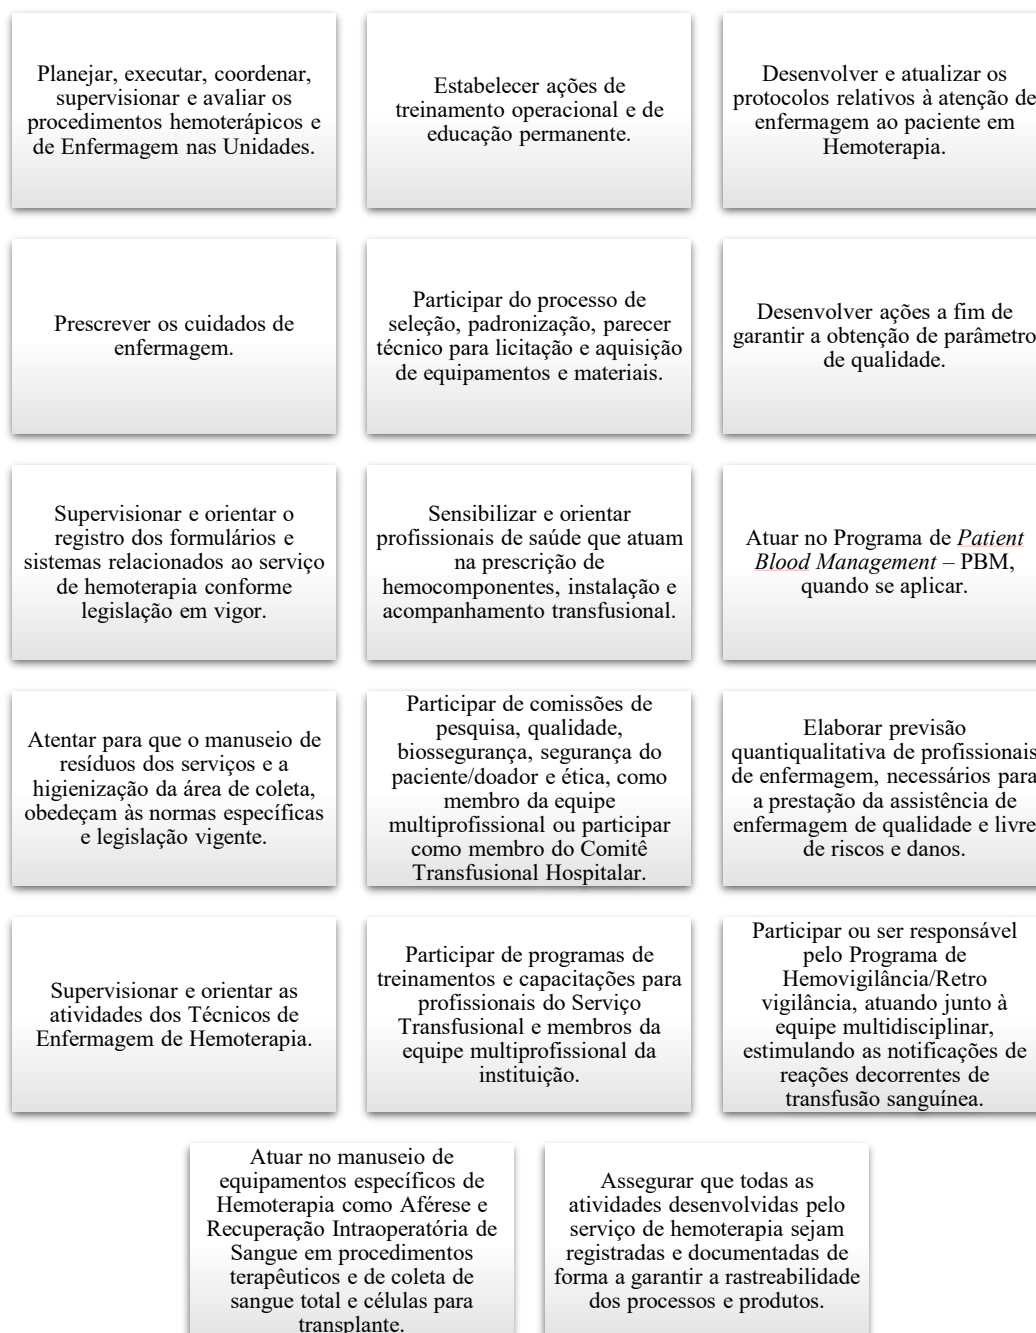 Planejar, executar, coordenar,
supervisionar e avaliar os
procedimentos hemoterápicos e
de Enfermagem nas Unidades.
Estabelecer ações de
treinamento operacional e de
educação permanente.
Desenvolver e atualizar os
protocolos relativos à atenção de
enfermagem ao paciente em
Hemoterapia.
Prescrever os cuidados de
enfermagem.
Participar do processo de
seleção, padronização, parecer
técnico para licitação e aquisição
de equipamentos e materiais.
Desenvolver ações a fim de
garantir a obtenção de parâmetro
de qualidade.
Supervisionar e orientar o
registro dos formulários e
sistemas relacionados ao serviço
de hemoterapia conforme
legislação em vigor.
Sensibilizar e orientar
profissionais de saúde que atuam
na prescrição de
hemocomponentes, instalação e
acompanhamento transfusional.
Atuar no Programa de Patient
Blood Management – PBM,
quando se aplicar.
Atentar para que o manuseio de
resíduos dos serviços e a
higienização da área de coleta,
obedeçam às normas específicas
e legislação vigente.
Participar de comissões de
pesquisa, qualidade,
biossegurança, segurança do
paciente/doador e ética, como
membro da equipe
multiprofissional ou participar
como membro do Comitê
Transfusional Hospitalar.
Elaborar previsão
quantiqualitativa de profissionais
de enfermagem, necessários para
a prestação da assistência de
enfermagem de qualidade e livre
de riscos e danos.
Supervisionar e orientar as
atividades dos Técnicos de
Enfermagem de Hemoterapia.
Participar de programas de
treinamentos e capacitações para
profissionais do Serviço
Transfusional e membros da
equipe multiprofissional da
instituição.
Participar ou ser responsável
pelo Programa de
Hemovigilância/Retro
vigilância, atuando junto à
equipe multidisciplinar,
estimulando as notificações de
reações decorrentes de
transfusão sanguínea.
Atuar no manuseio de
equipamentos específicos de
Hemoterapia como Aférese e
Recuperação Intraoperatória de
Sangue em procedimentos
terapêuticos e de coleta de
sangue total e células para
transplante.
Assegurar que todas as
atividades desenvolvidas pelo
serviço de hemoterapia sejam
registradas e documentadas de
forma a garantir a rastreabilidade
dos processos e produtos.